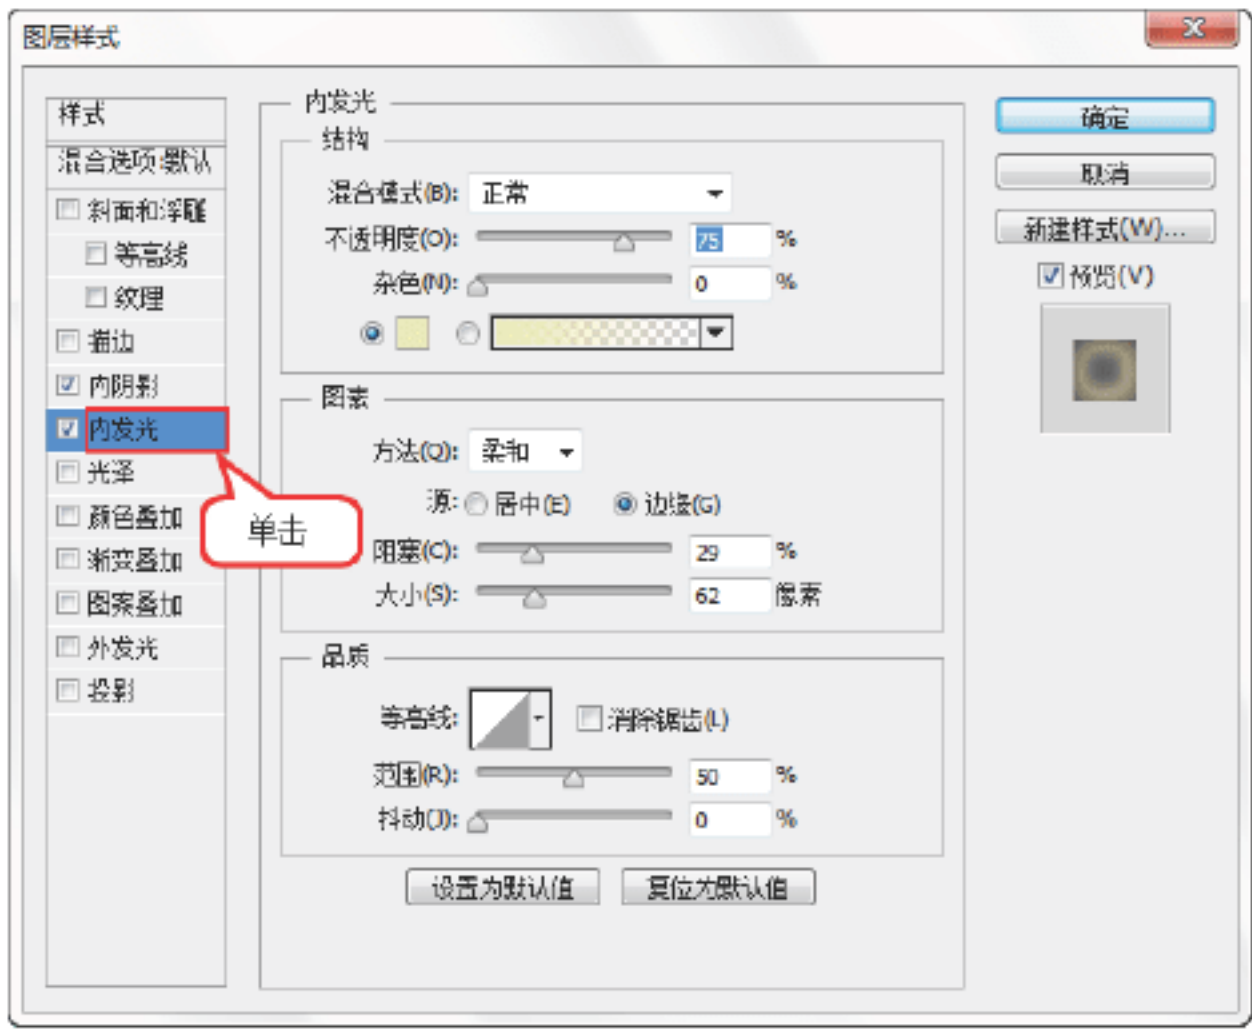 图层样式
样式
混合选项:默认
斜面和浮雕
等高线
纹理
描边
内阴影
内发光
光泽
颜色叠加
渐变叠加
图案叠加
外发光
投影
单击
内发光
结构
混合模式(B): 正常
不透明度(O): 75 %
杂色(N): 0 %
图素
方法(Q): 柔和
源: 居中(E) 边缘(G)
阻塞(C): 29 %
大小(S): 62 像素
品质
等高线: 消除锯齿(L)
范围(R): 50 %
抖动(J): 0 %
设置为默认值 复位为默认值
确定
取消
新建样式(W)...
预览(V)